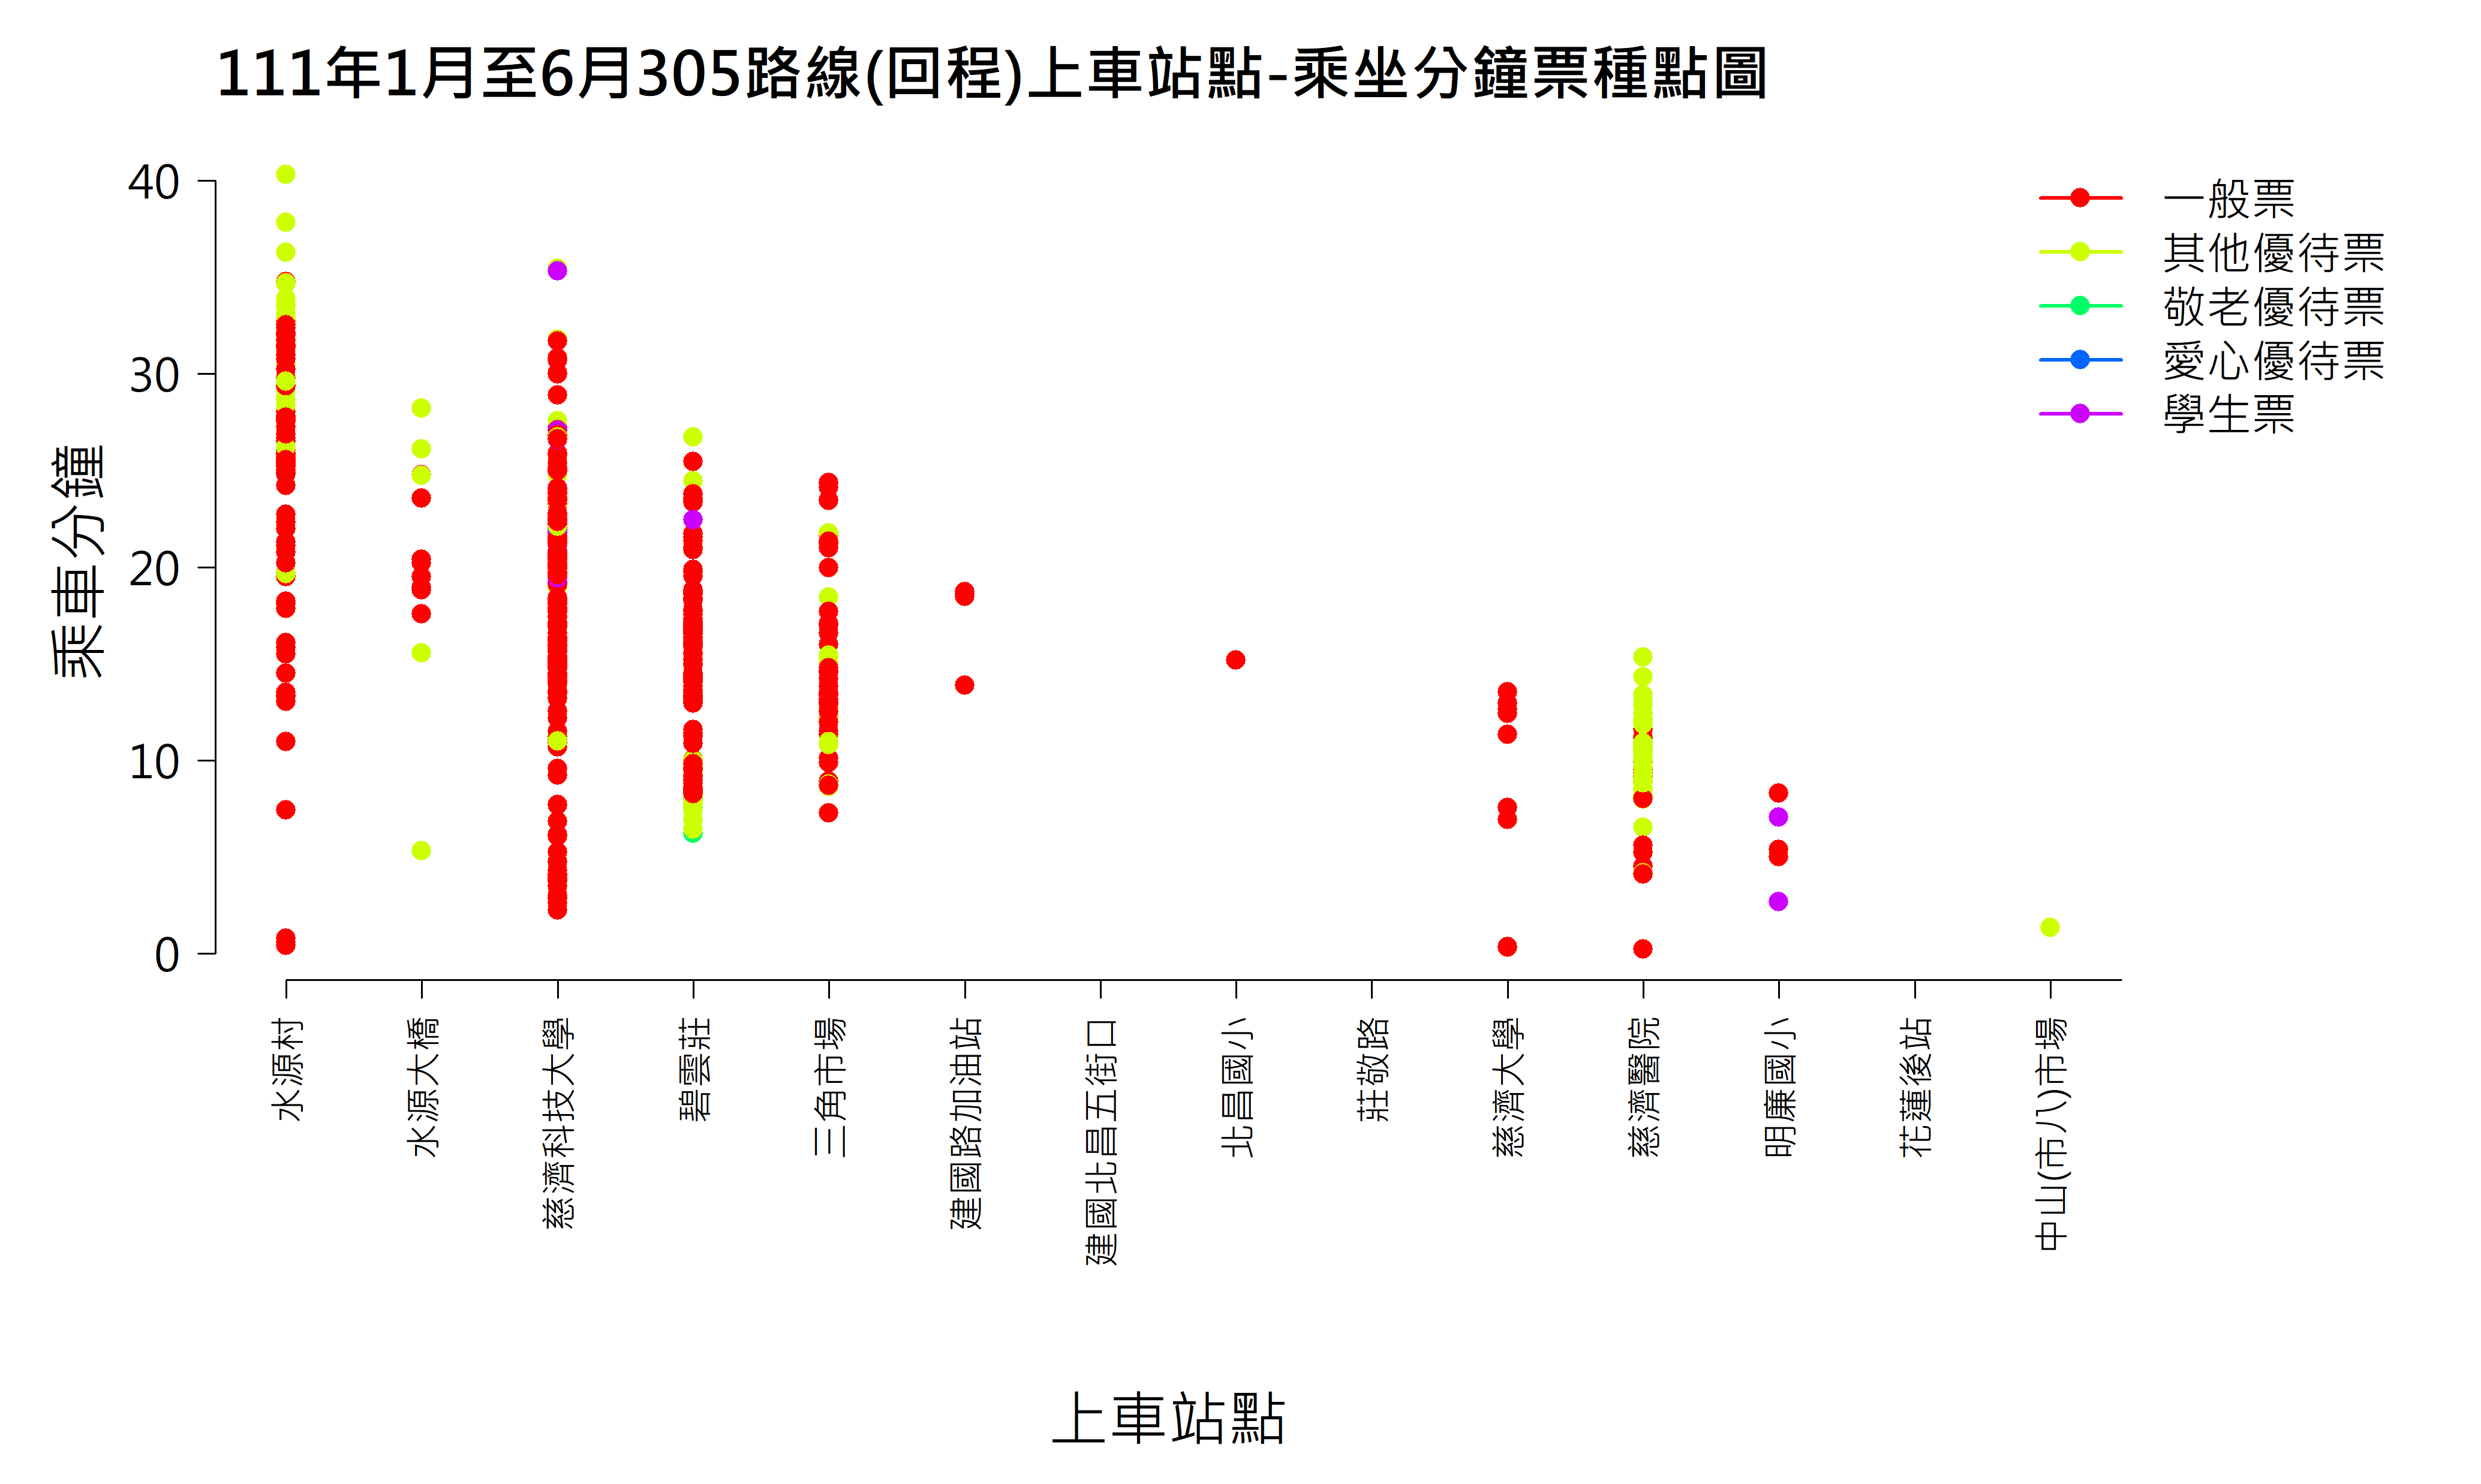 111年1月至6月305路線(回程)上車站點-乘坐分鐘票種點圖
一般票
其他優待票
敬老優待票
愛心優待票
學生票
乘車分鐘
40
30
20
10
0
水源村
水源大橋
慈濟科技大學
碧雲莊
三角市場
建國路加油站
建國北昌五街口
北昌國小
莊敬路
慈濟大學
慈濟醫院
明廉國小
花蓮後站
中山(市八)市場
上車站點